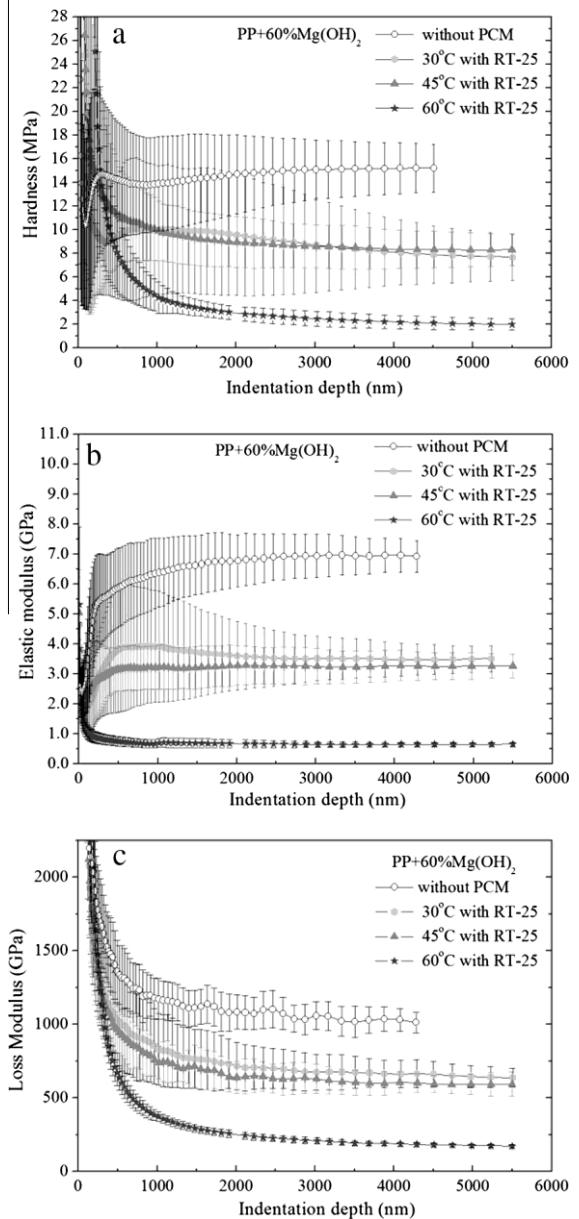 a
PP+60%Mg(OH)2
without PCM
30°C with RT-25
45°C with RT-25
60°C with RT-25
28
26
24
22
20
18
16
14
12
10
8
6
4
2
0
Hardness (MPa)
0 1000 2000 3000 4000 5000 6000
Indentation depth (nm)
b
PP+60%Mg(OH)2
without PCM
30°C with RT-25
45°C with RT-25
60°C with RT-25
11.0
10.0
9.0
8.0
7.0
6.0
5.0
4.0
3.0
2.0
1.0
0.0
Elastic modulus (GPa)
0 1000 2000 3000 4000 5000 6000
Indentation depth (nm)
c
PP+60%Mg(OH)2
without PCM
30°C with RT-25
45°C with RT-25
60°C with RT-25
2000
1500
1000
500
0
Loss Modulus (GPa)
0 1000 2000 3000 4000 5000 6000
Indentation depth (nm)